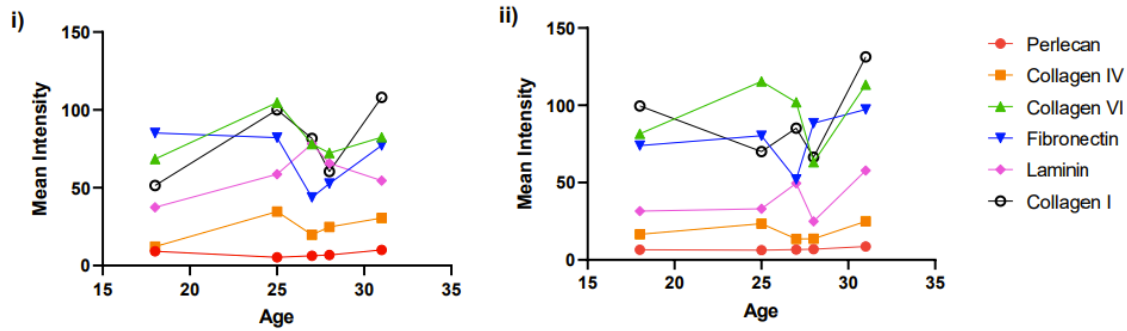 i)
150
100
50
0
Mean Intensity
15 20 25 30 35
Age
ii)
150
100
50
0
Mean Intensity
15 20 25 30 35
Age
Perlecan
Collagen IV
Collagen VI
Fibronectin
Laminin
Collagen I